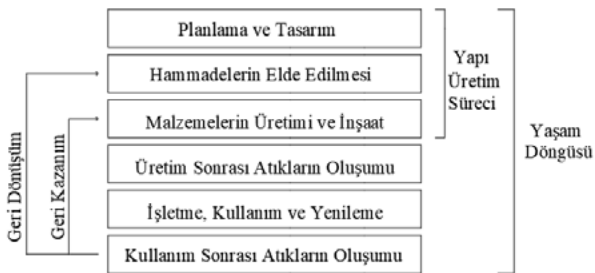 Planlama ve Tasarım
Hammadelerin Elde Edilmesi
Malzemelerin Üretimi ve İnşaat
Üretim Sonrası Atıkların Oluşumu
İşletme, Kullanım ve Yenileme
Kullanım Sonrası Atıkların Oluşumu
Geri Dönüşüm
Geri Kazanım
Yapı
Üretim
Süreci
Yaşam
Döngüsü